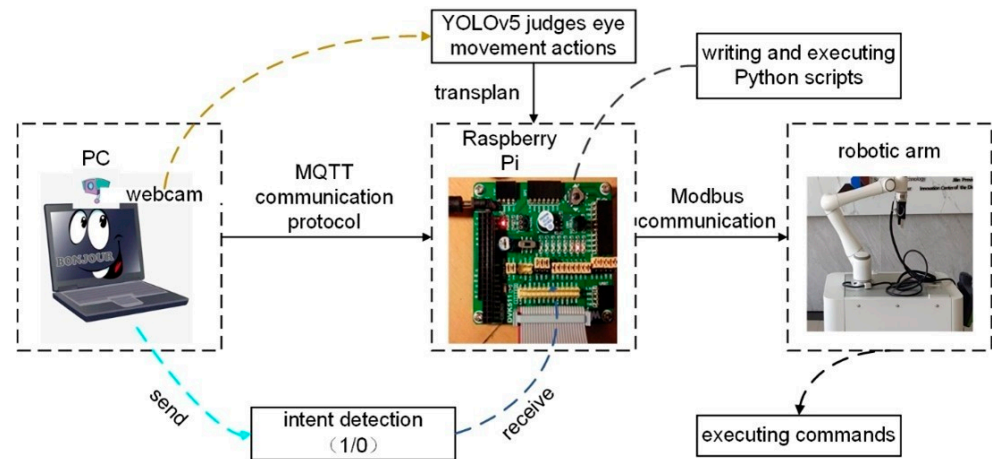 YOLOv5 judges eye
movement actions
writing and executing
Python scripts
transplan
PC
webcam
MQTT
communication
protocol
Raspberry
Pi
Modbus
communication
robotic arm
BONJOUR
send
intent detection
（1/0）
receive
executing commands